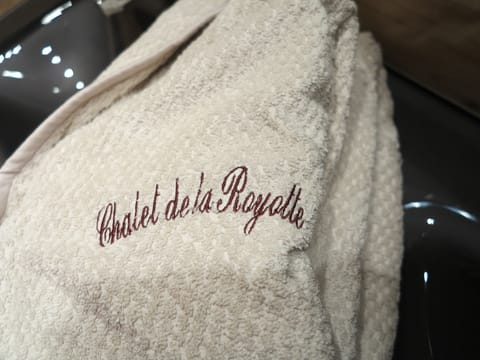 Chalet de la Royotte